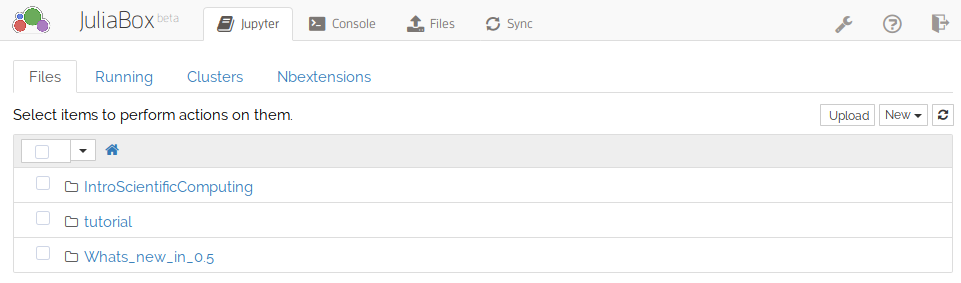 JuliaBox beta Jupyter Console Files Sync
Files Running Clusters Nbextensions
Select items to perform actions on them. Upload New
IntroScientificComputing
tutorial
Whats_new_in_0.5